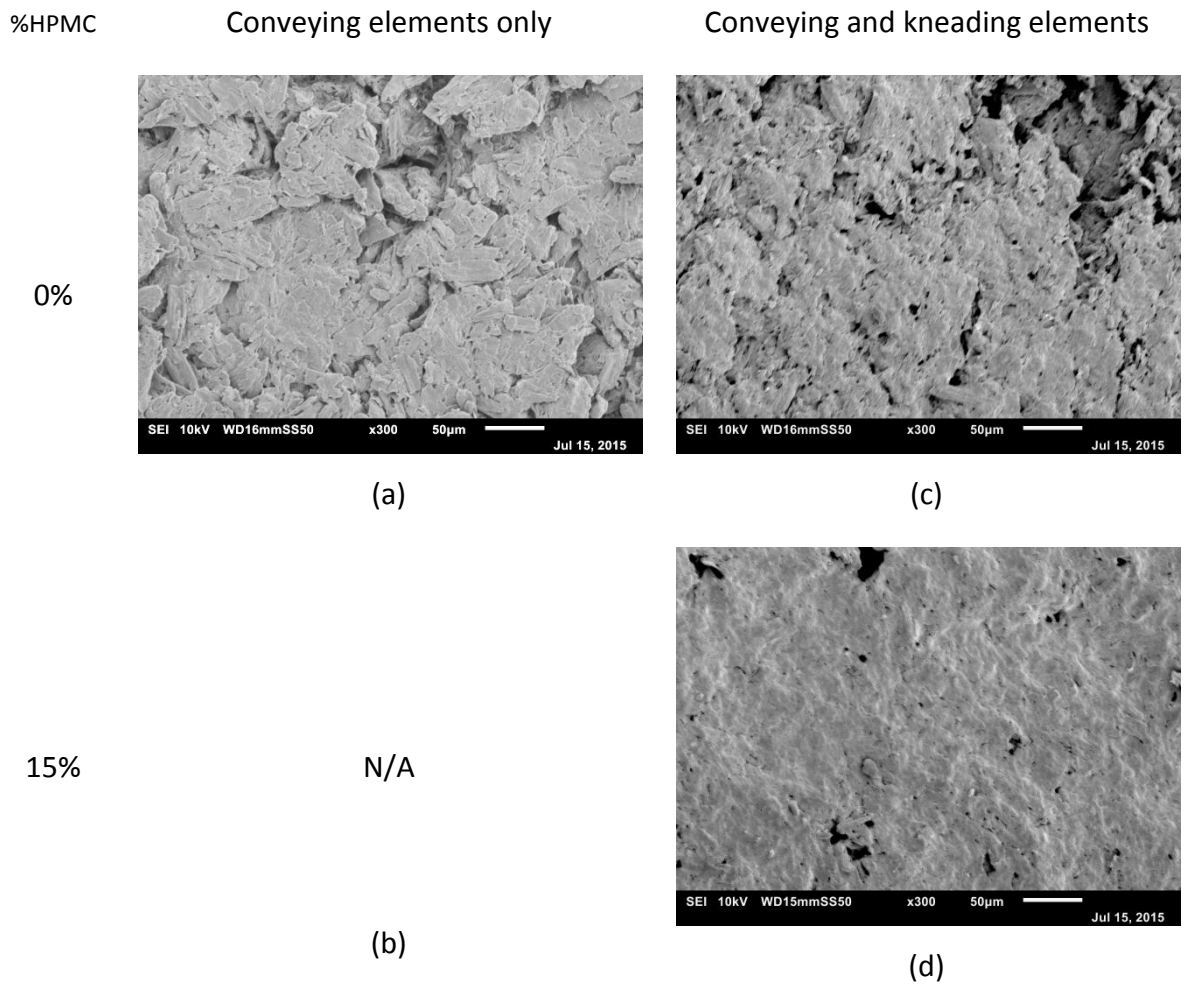 %HPMC Conveying elements only Conveying and kneading elements
0%
SEI 10kV WD16mmSS50 x300 50µm
Jul 15, 2015
SEI 10kV WD16mmSS50 x300 50µm
Jul 15, 2015
(a) (c)
15% N/A
SEI 10kV WD15mmSS50 x300 50µm
Jul 15, 2015
(b)
(d)